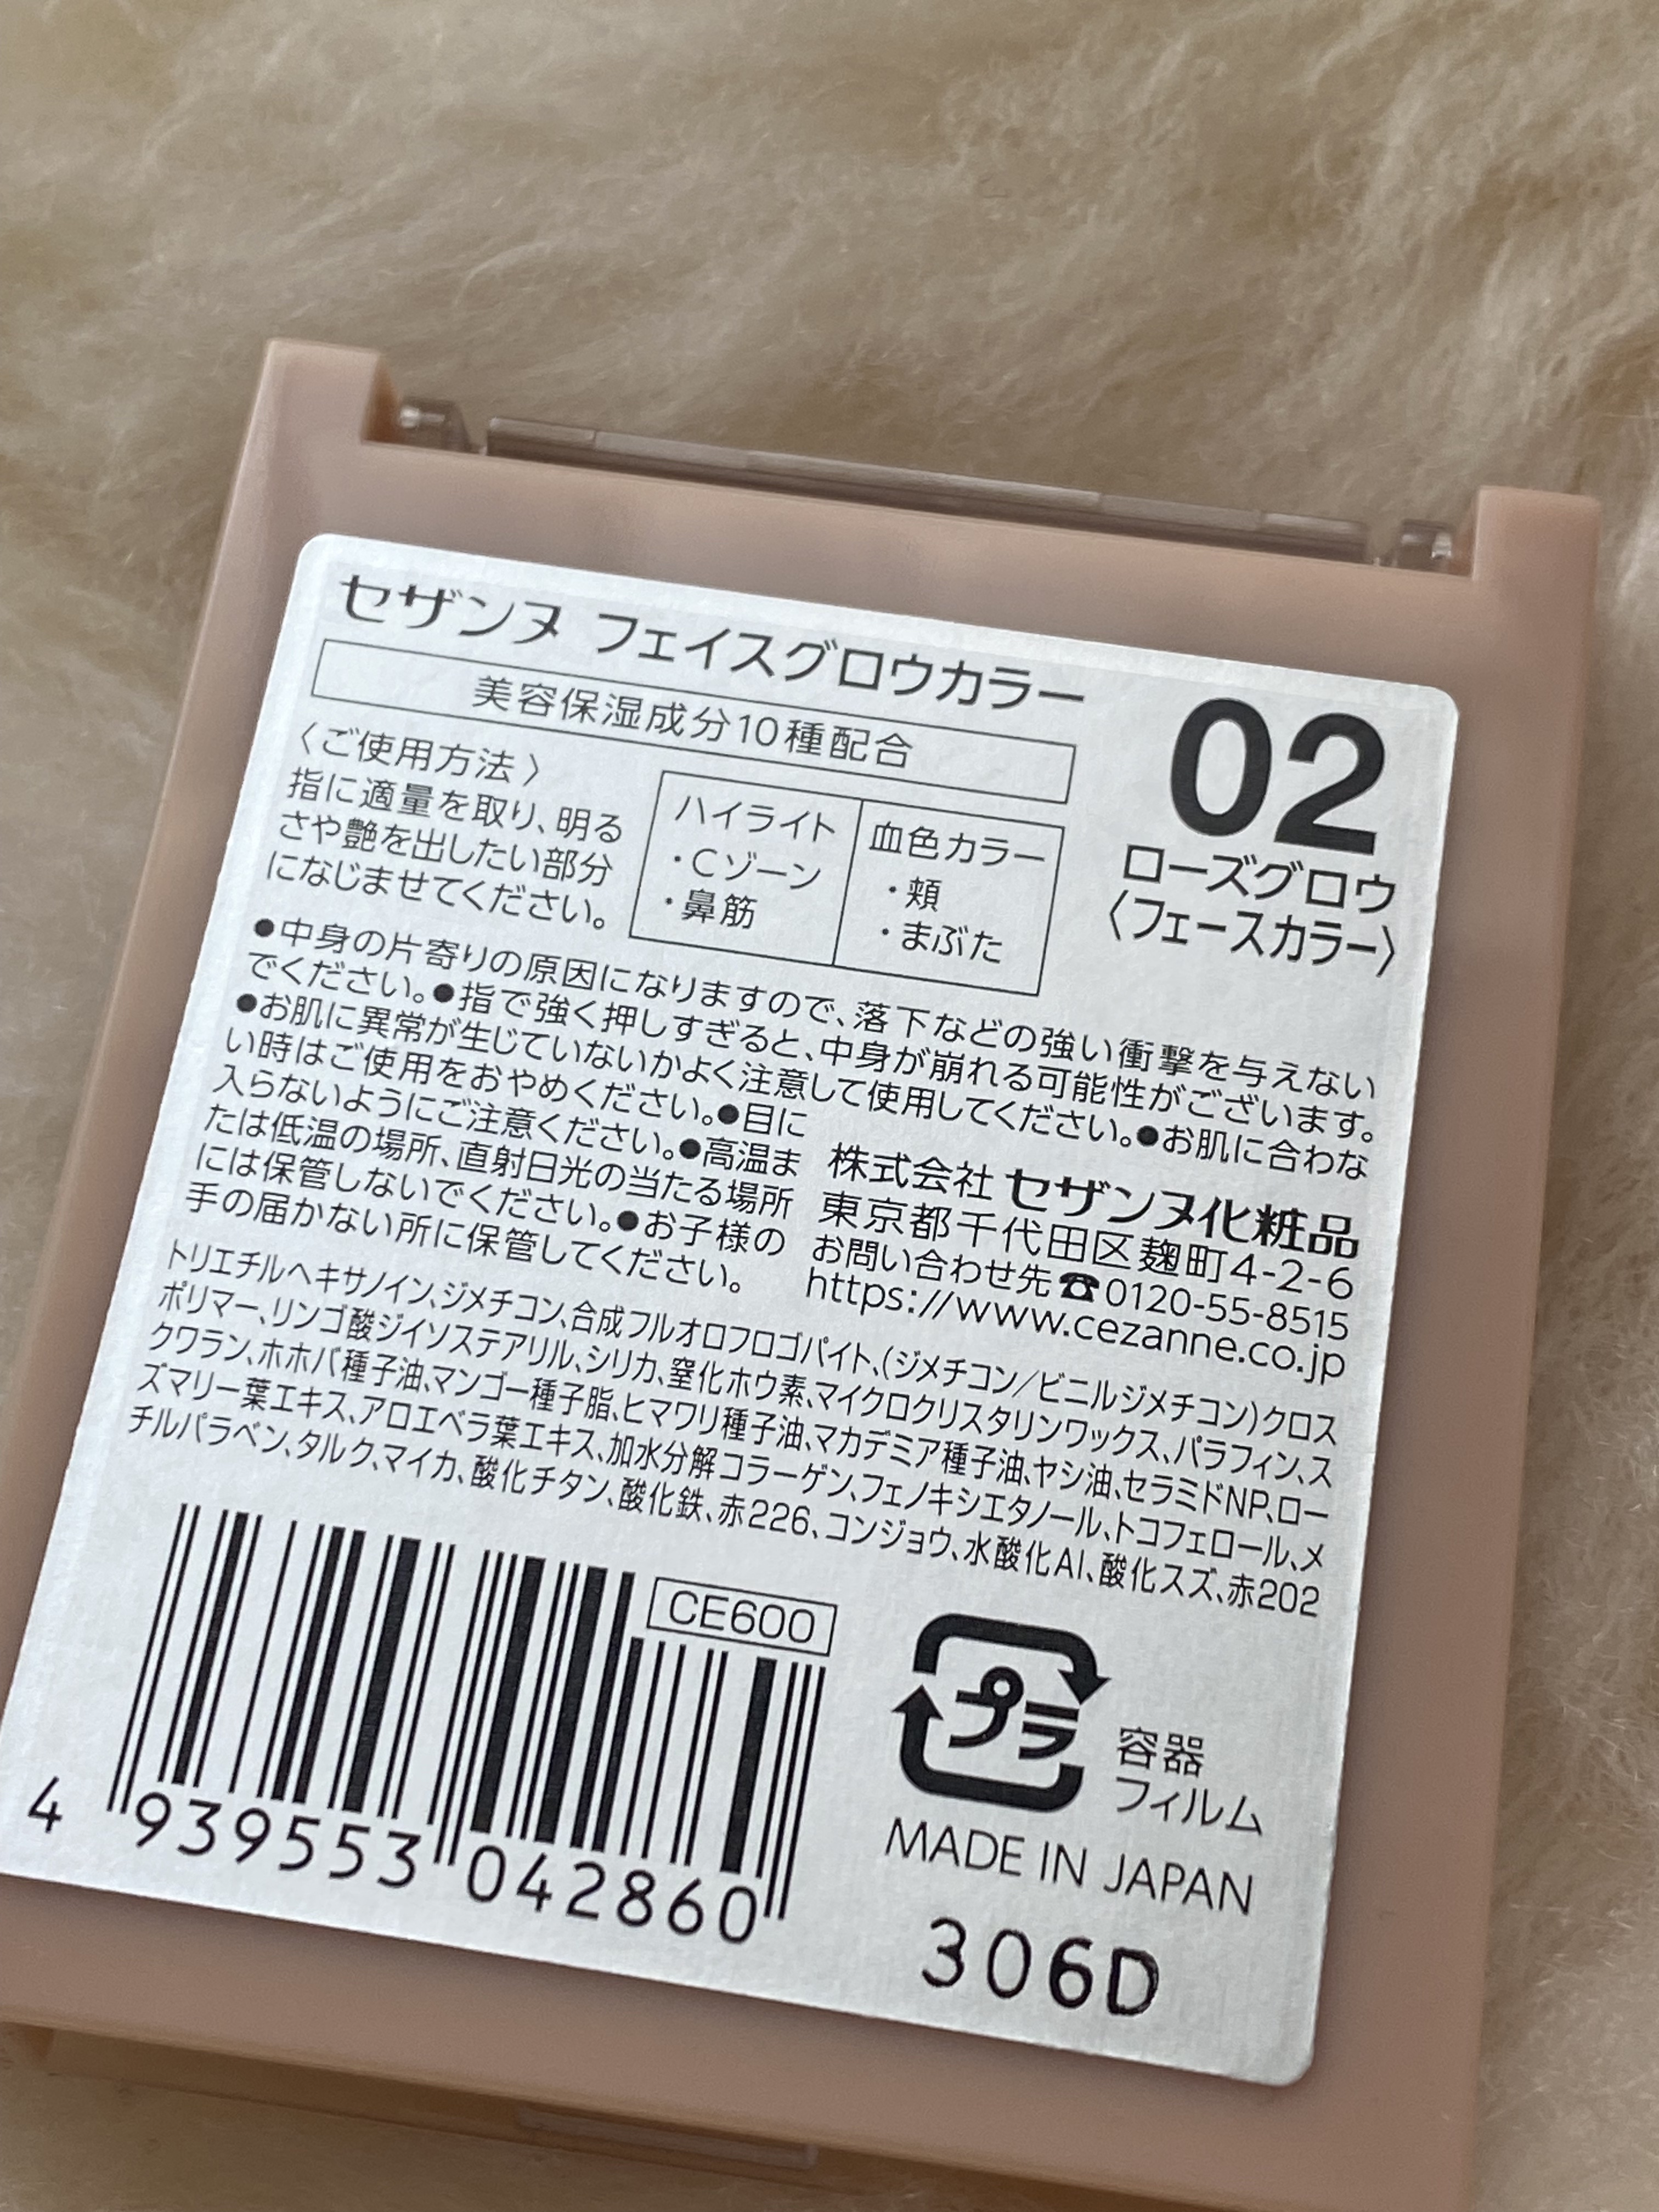 セザンヌ フェイスグロウカラー
美容保湿成分10種配合
02
ローズグロウ
〈フェースカラー〉
〈ご使用方法〉
指に適量を取り、明る
さや艶を出したい部分
になじませてください。
ハイライト
・Cゾーン
・鼻筋
血色カラー
・頬
・まぶた
●中身の片寄りの原因になりますので、落下などの強い衝撃を与えない
でください。●指で強く押しすぎると、中身が崩れる可能性がございます。
●お肌に異常が生じていないかよく注意して使用してください。●お肌に合わな
い時はご使用をおやめください。●目に
入らないようにご注意ください。●高温ま
たは低温の場所、直射日光の当たる場所
には保管しないでください。●お子様の
手の届かない所に保管してください。
株式会社 セザンヌ化粧品
東京都千代田区麹町4-2-6
お問い合わせ先☎0120-55-8515
https://www.cezanne.co.jp
トリエチルヘキサノイン、ジメチコン、合成フルオロフロゴパイト、(ジメチコン/ビニルジメチコン)クロス
ポリマー、リンゴ酸ジイソステアリル、シリカ、窒化ホウ素、マイクロクリスタリンワックス、パラフィン、ス
クワラン、ホホバ種子油、マンゴー種子脂、ヒマワリ種子油、マカデミア種子油、ヤシ油、セラミドNP、ロー
ズマリー葉エキス、アロエベラ葉エキス、加水分解コラーゲン、フェノキシエタノール、トコフェロール、メ
チルパラベン、タルク、マイカ、酸化チタン、酸化鉄、赤226、コンジョウ、水酸化Al、酸化スズ、赤202
CE600
4 939553 042860
プラ
容器
フィルム
MADE IN JAPAN
306D